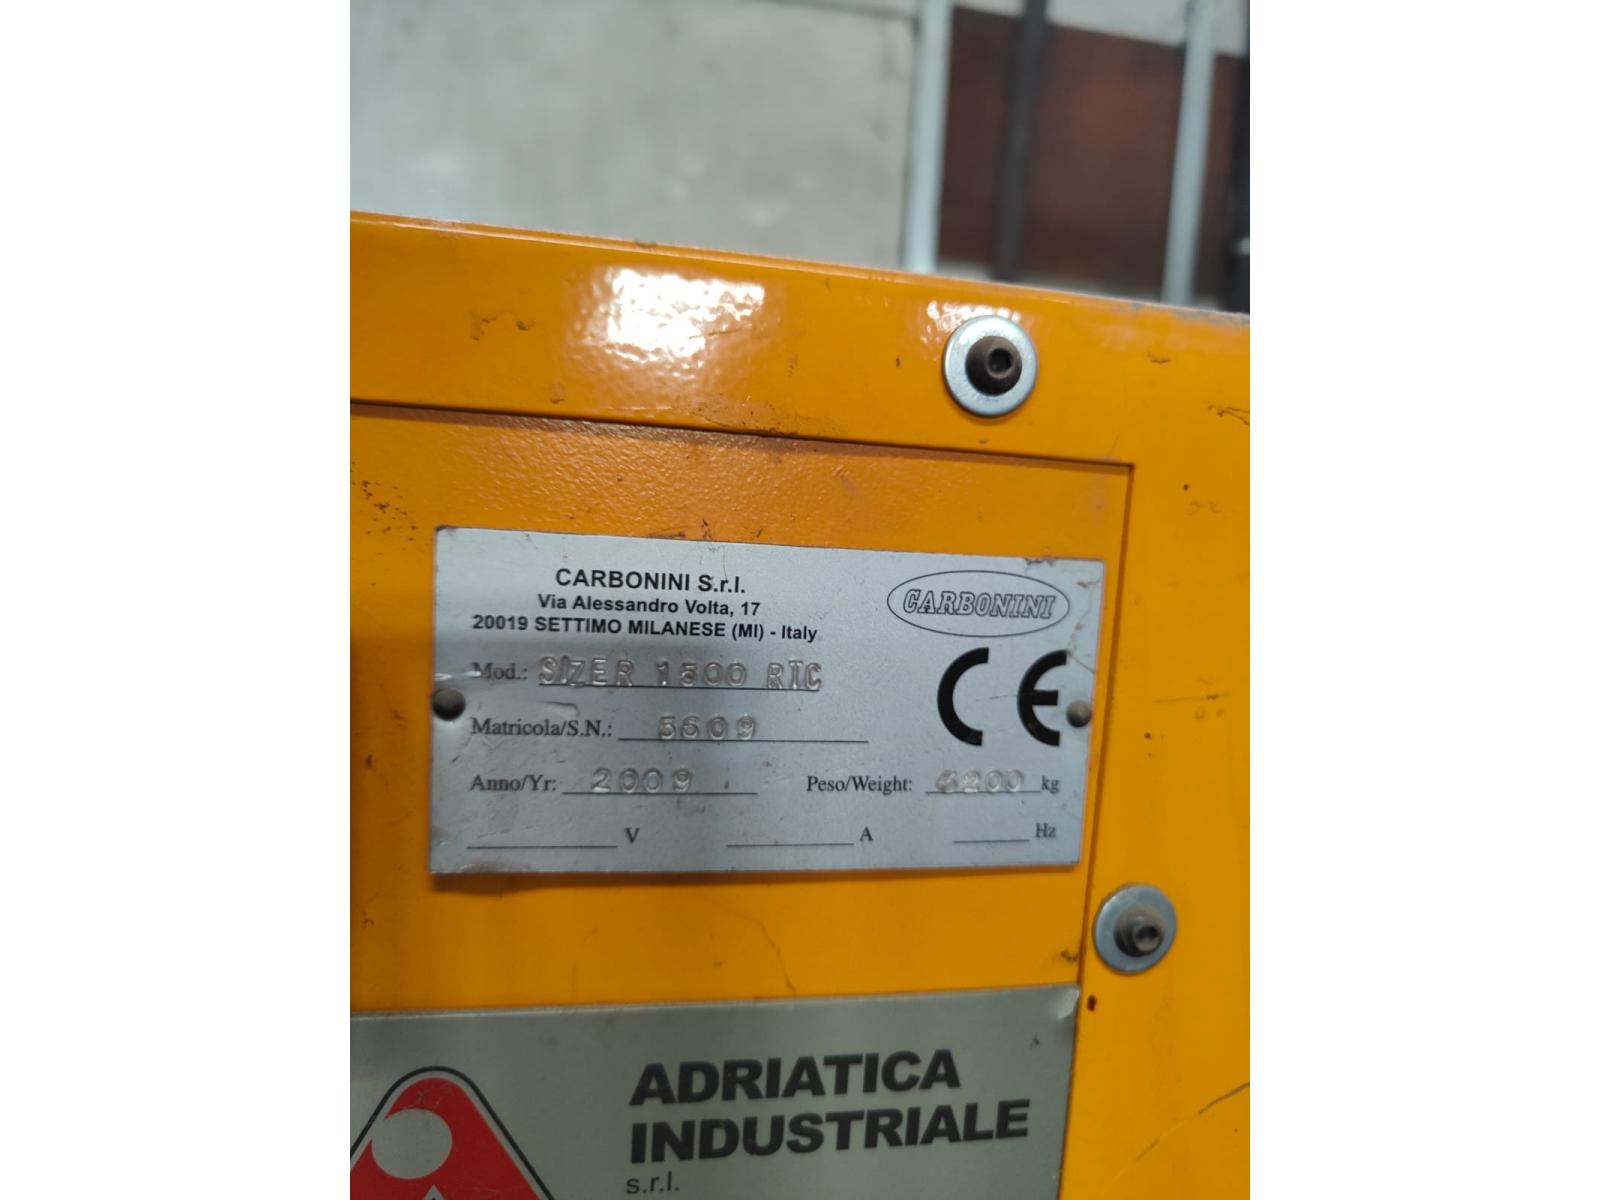 CARBONINI S.r.l.
Via Alessandro Volta, 17
20019 SETTIMO MILANESE (MI) - Italy
CARBONINI
Mod.: SIZER 1500 RTC
CE
Matricola/S.N.: 5609
Anno/Yr: 2009 Peso/Weight: 4200 kg
V A Hz
ADRIATICA
INDUSTRIALE
s.r.l.